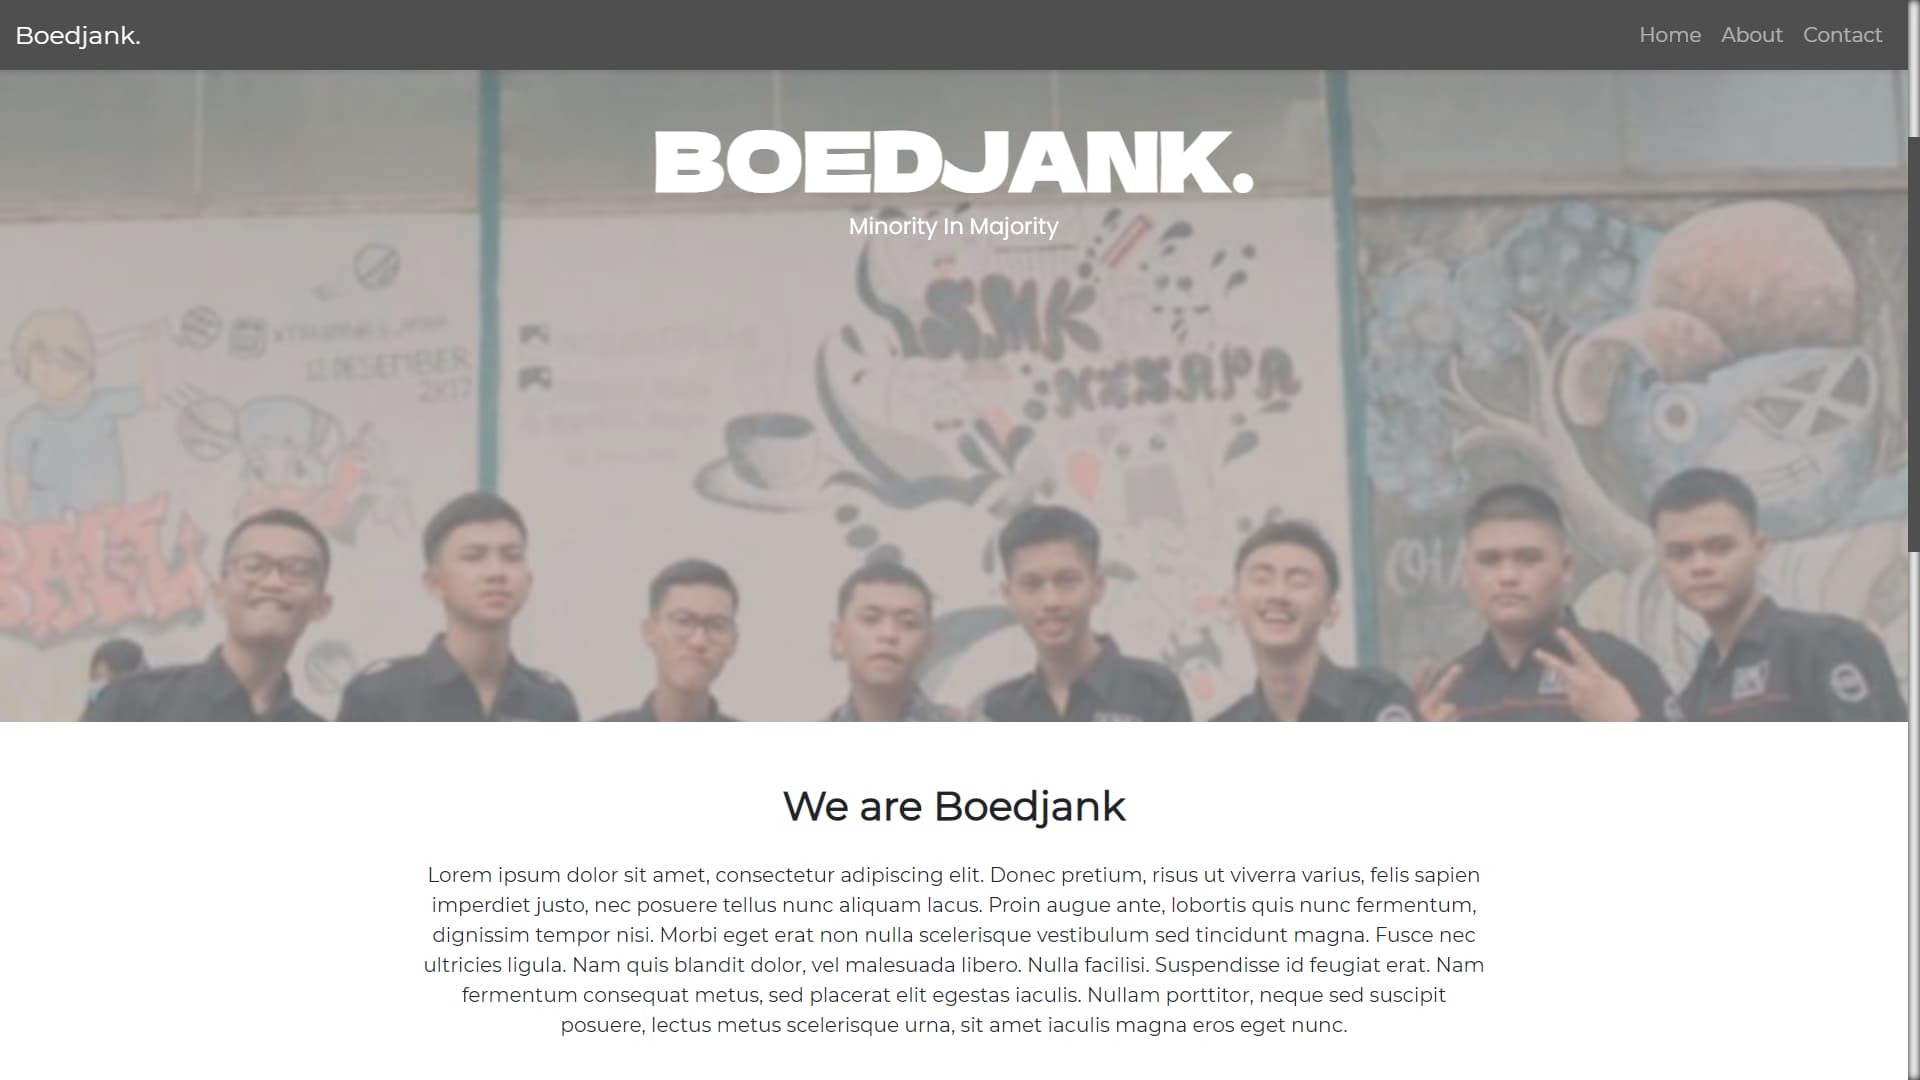 Boedjank.
Home About Contact
BOEDJANK.
Minority In Majority
SMK
12 DESEMBER
2K17
We are Boedjank
Lorem ipsum dolor sit amet, consectetur adipiscing elit. Donec pretium, risus ut viverra varius, felis sapien
imperdiet justo, nec posuere tellus nunc aliquam lacus. Proin augue ante, lobortis quis nunc fermentum,
dignissim tempor nisi. Morbi eget erat non nulla scelerisque vestibulum sed tincidunt magna. Fusce nec
ultricies ligula. Nam quis blandit dolor, vel malesuada libero. Nulla facilisi. Suspendisse id feugiat erat. Nam
fermentum consequat metus, sed placerat elit egestas iaculis. Nullam porttitor, neque sed suscipit
posuere, lectus metus scelerisque urna, sit amet iaculis magna eros eget nunc.